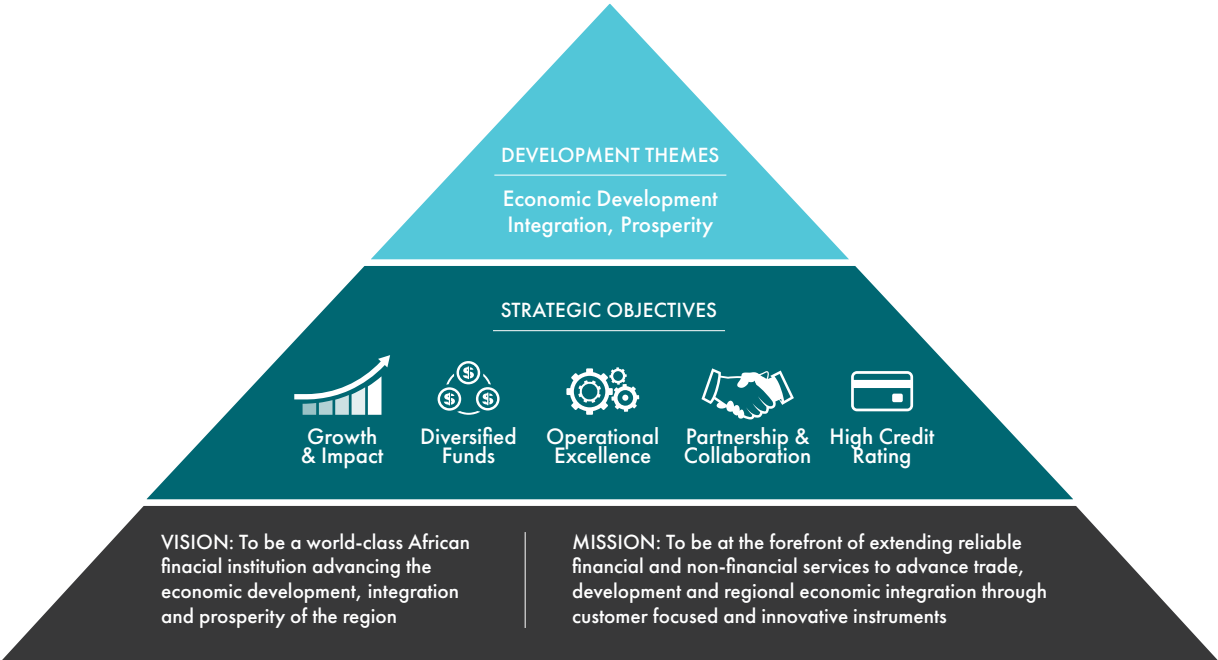 DEVELOPMENT THEMES
Economic Development
Integration, Prosperity
STRATEGIC OBJECTIVES
Growth
& Impact
Diversified
Funds
Operational
Excellence
Partnership &
Collaboration
High Credit
Rating
VISION: To be a world-class African
finacial institution advancing the
economic development, integration
and prosperity of the region
MISSION: To be at the forefront of extending reliable
financial and non-financial services to advance trade,
development and regional economic integration through
customer focused and innovative instruments